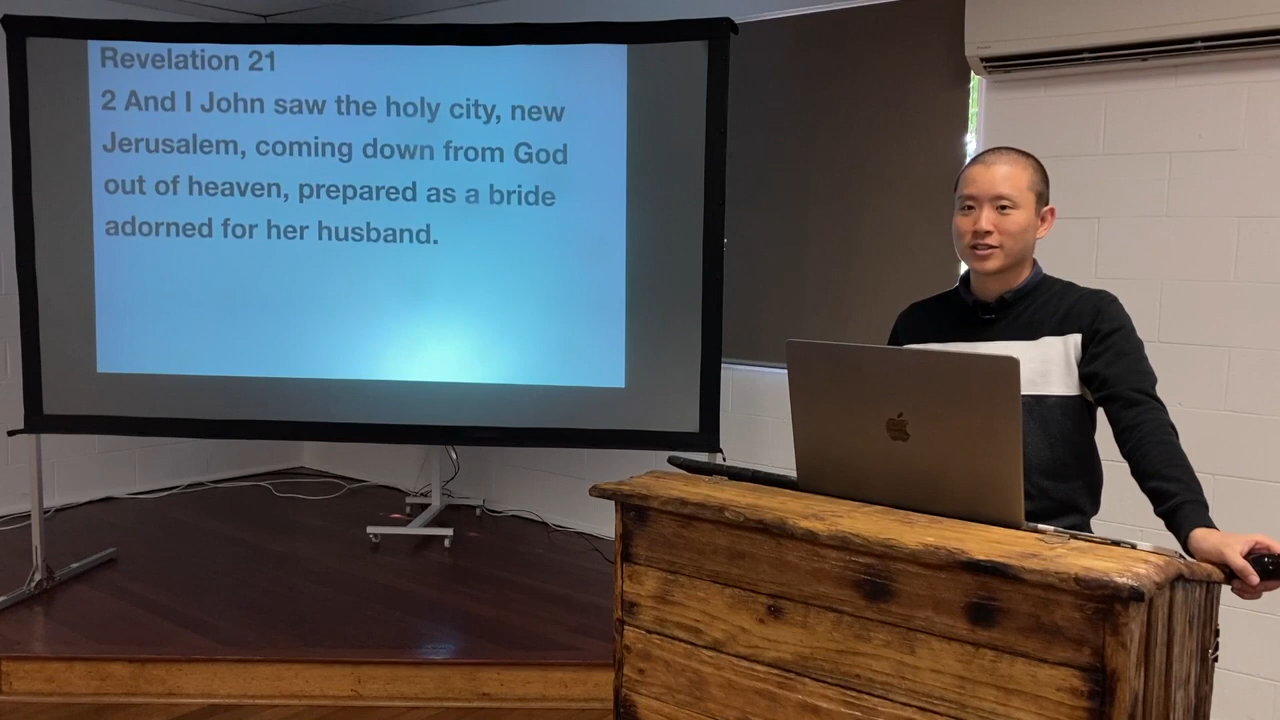 Revelation 21
2 And I John saw the holy city, new
Jerusalem, coming down from God
out of heaven, prepared as a bride
adorned for her husband.